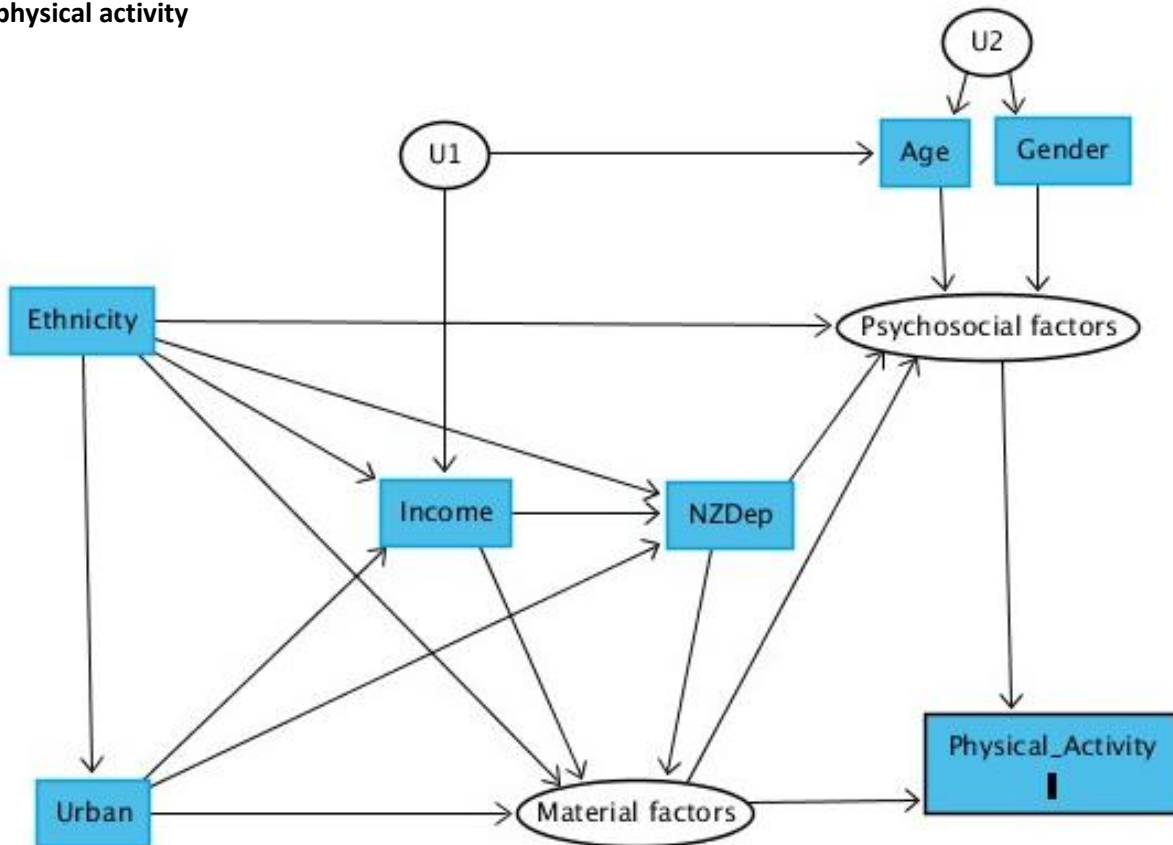 physical activity
U2
U1
Age
Gender
Ethnicity
Psychosocial factors
Income
NZDep
Physical_Activity
I
Urban
Material factors